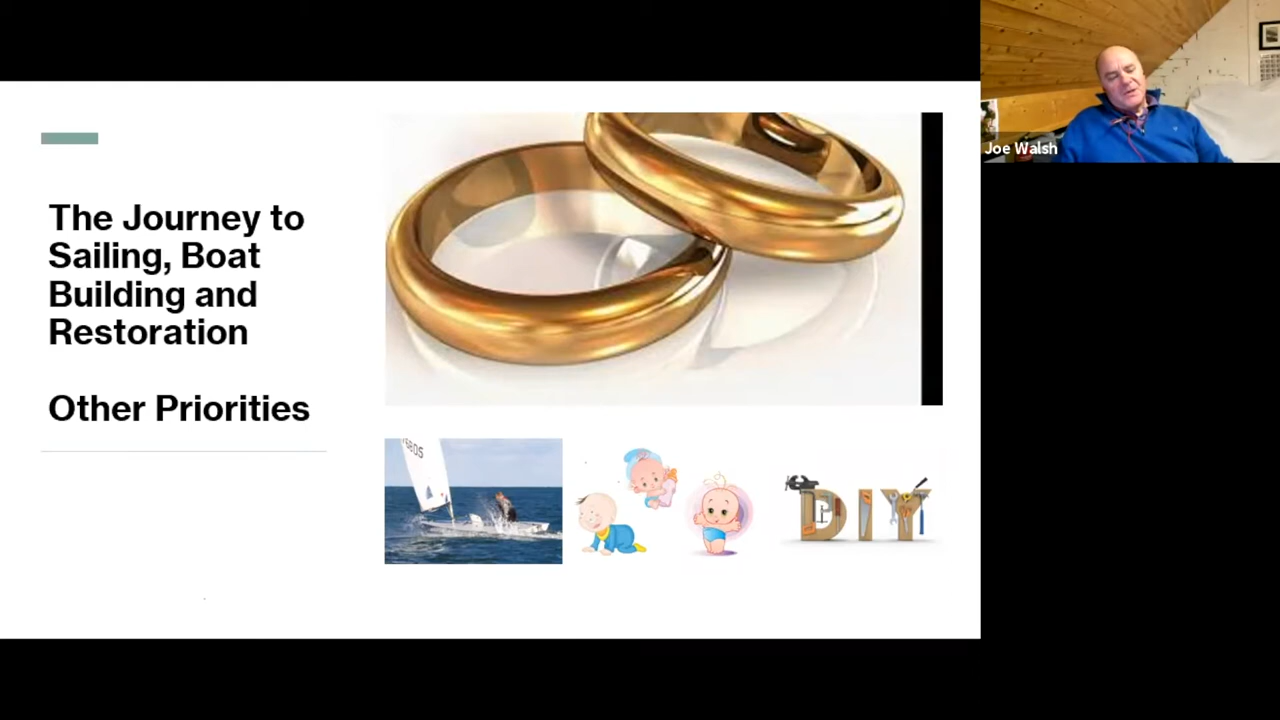 The Journey to
Sailing, Boat
Building and
Restoration
Other Priorities
DIY
Joe Walsh